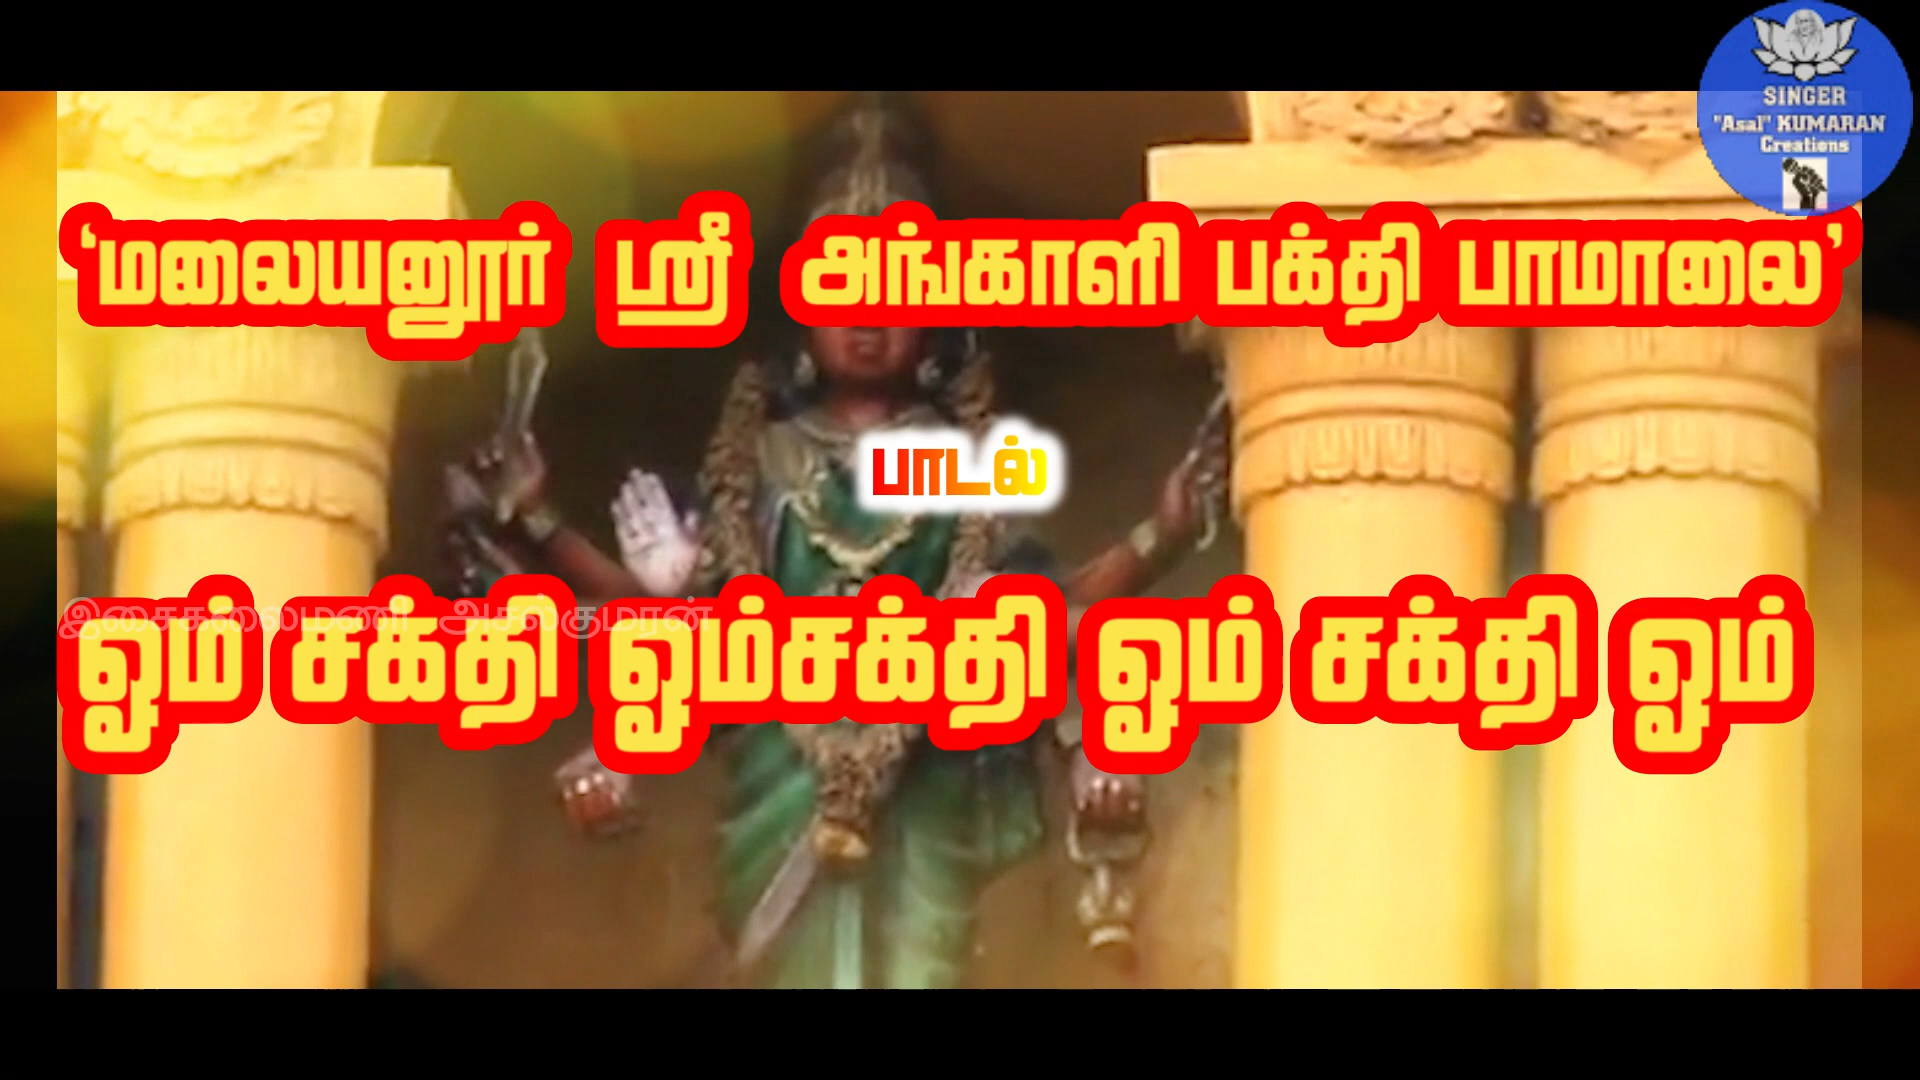 SINGER
"Asal" KUMARAN
Creations
‘மலையனூர் ஸ்ரீ அங்காளி பக்தி பாமாலை’
பாடல்
இசைகலைமணி அசல்குமரன்
ஓம் சக்தி ஓம்சக்தி ஓம் சக்தி ஓம்